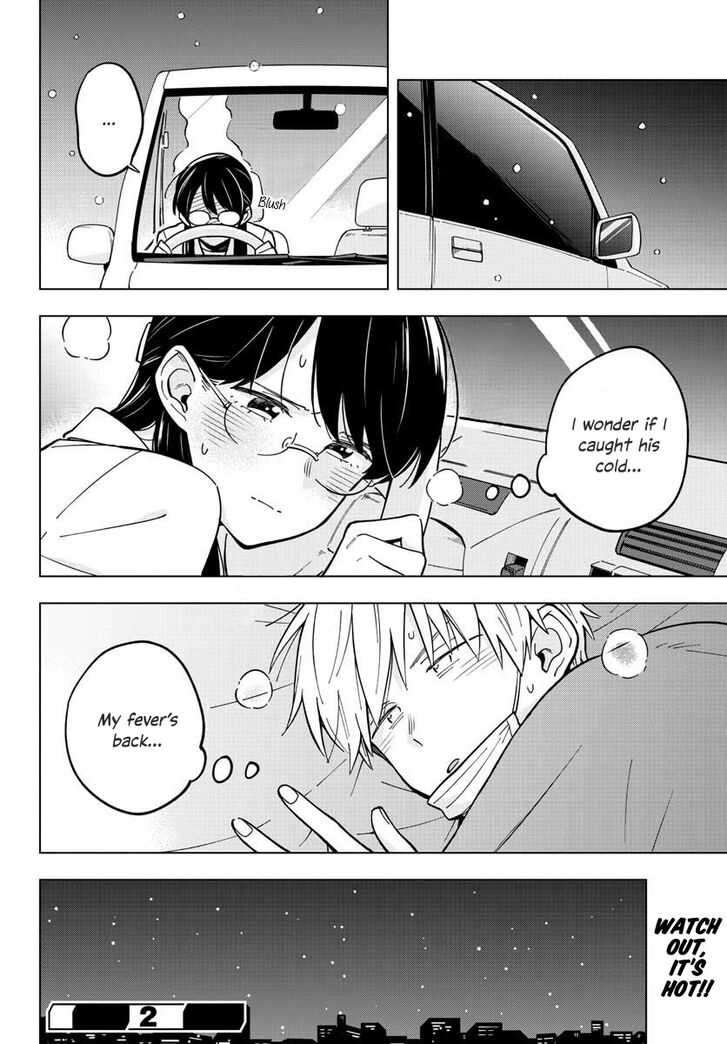 ...
Blush
I wonder if I
caught his
cold...
My fever's
back...
WATCH
OUT,
IT'S
HOT!!
2